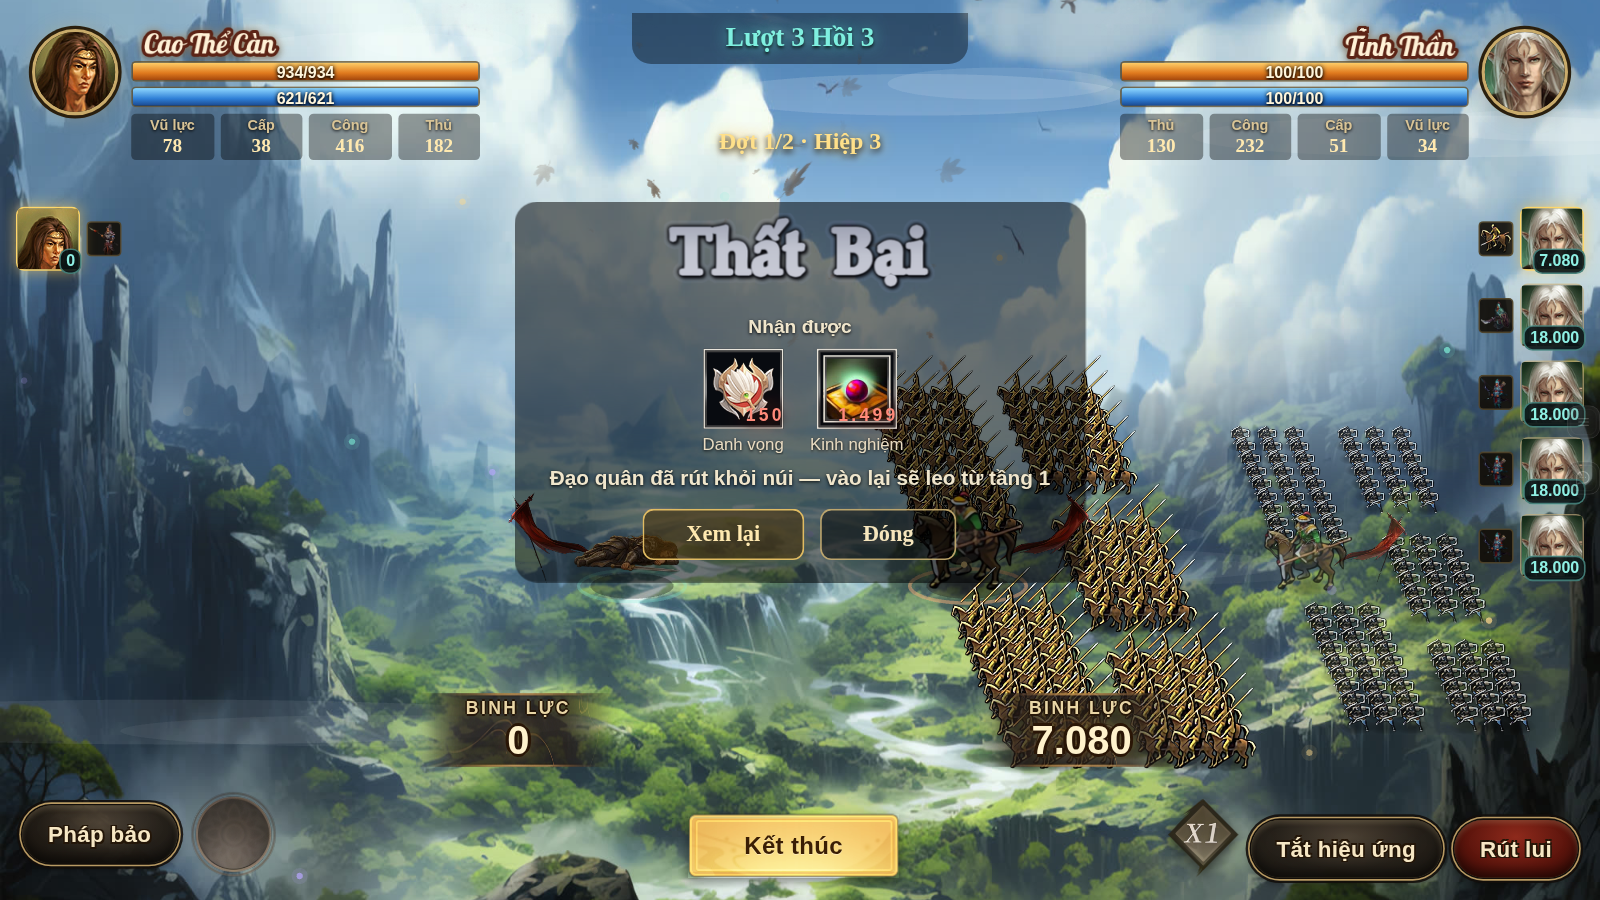 Cao Thế Càn
934/934
621/621
Vũ lực
78
Cấp
38
Công
416
Thủ
182
Lượt 3 Hồi 3
Đợt 1/2 · Hiệp 3
Tinh Thần
100/100
100/100
Thủ
130
Công
232
Cấp
51
Vũ lực
34
0
7.080
18.000
18.000
18.000
18.000
Thất Bại
Nhận được
150
1.499
Danh vọng
Kinh nghiệm
Đạo quân đã rút khỏi núi — vào lại sẽ leo từ tầng 1
Xem lại
Đóng
BINH LỰC
0
BINH LỰC
7.080
Pháp bảo
Kết thúc
X1
Tắt hiệu ứng
Rút lui